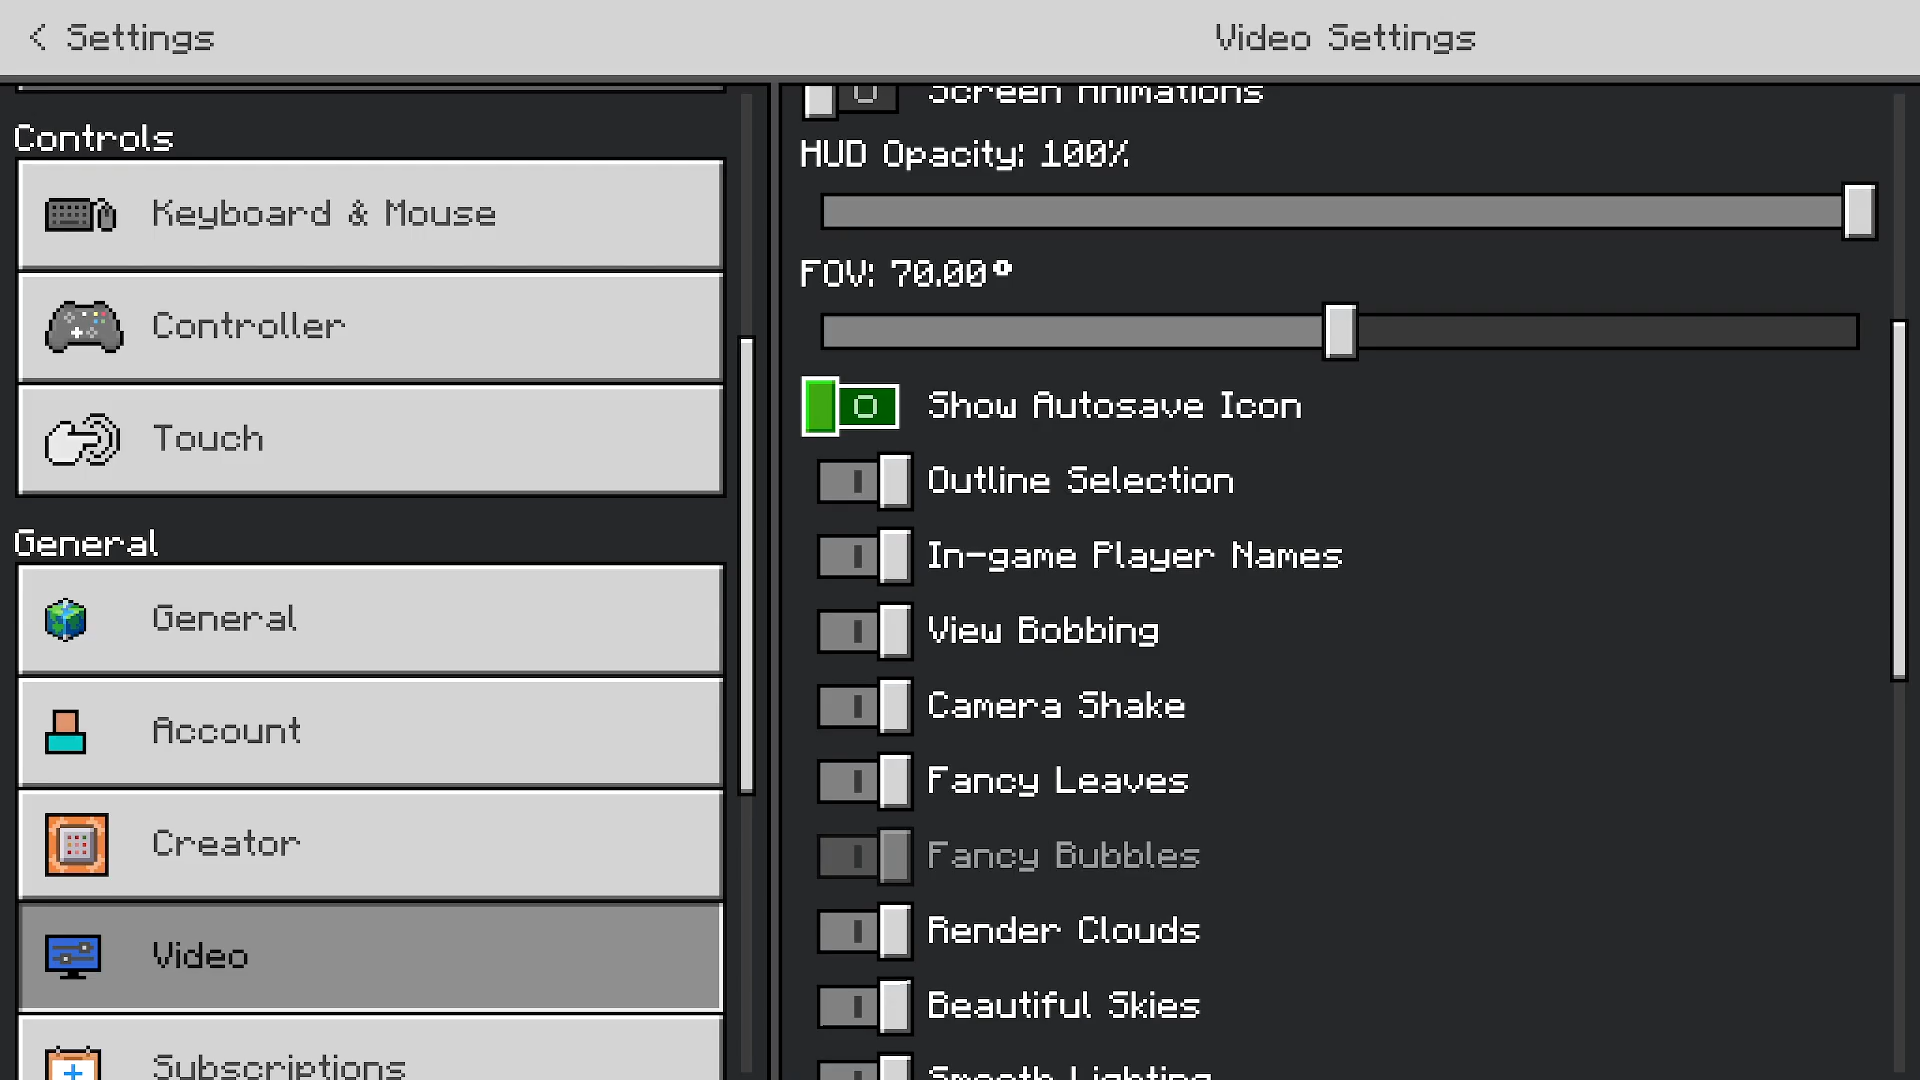 Settings
Video Settings
Controls
Keyboard & Mouse
Controller
Touch
General
General
Account
Creator
Video
Subscriptions
Screen Animations
HUD Opacity: 100%
FOV: 70.00°
Show Autosave Icon
Outline Selection
In-game Player Names
View Bobbing
Camera Shake
Fancy Leaves
Fancy Bubbles
Render Clouds
Beautiful Skies
Smooth Lighting